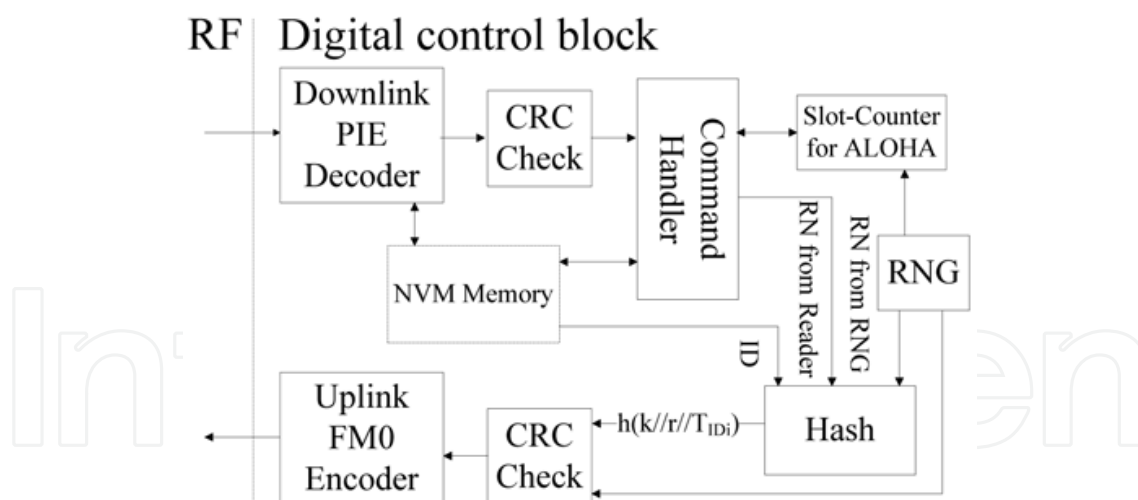 RF
Digital control block
Downlink
PIE
Decoder
CRC
Check
Command
Handler
Slot-Counter
for ALOHA
NVM Memory
RN from Reader
RN from RNG
RNG
ID
Uplink
FM0
Encoder
CRC
Check
h(k//r//T_IDi)
Hash